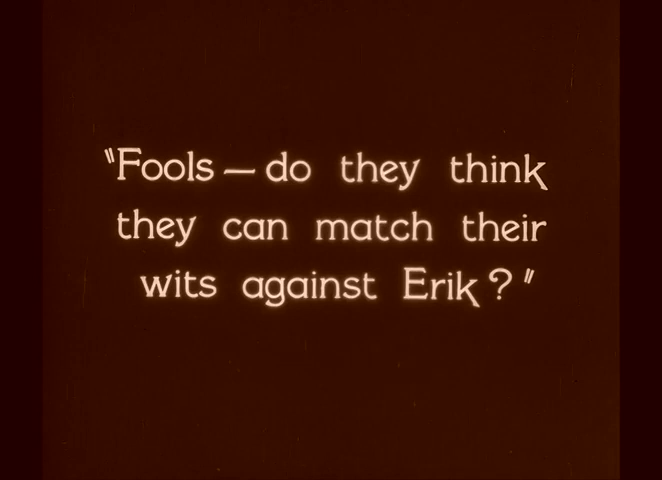 "Fools — do they think
they can match their
wits against Erik?"